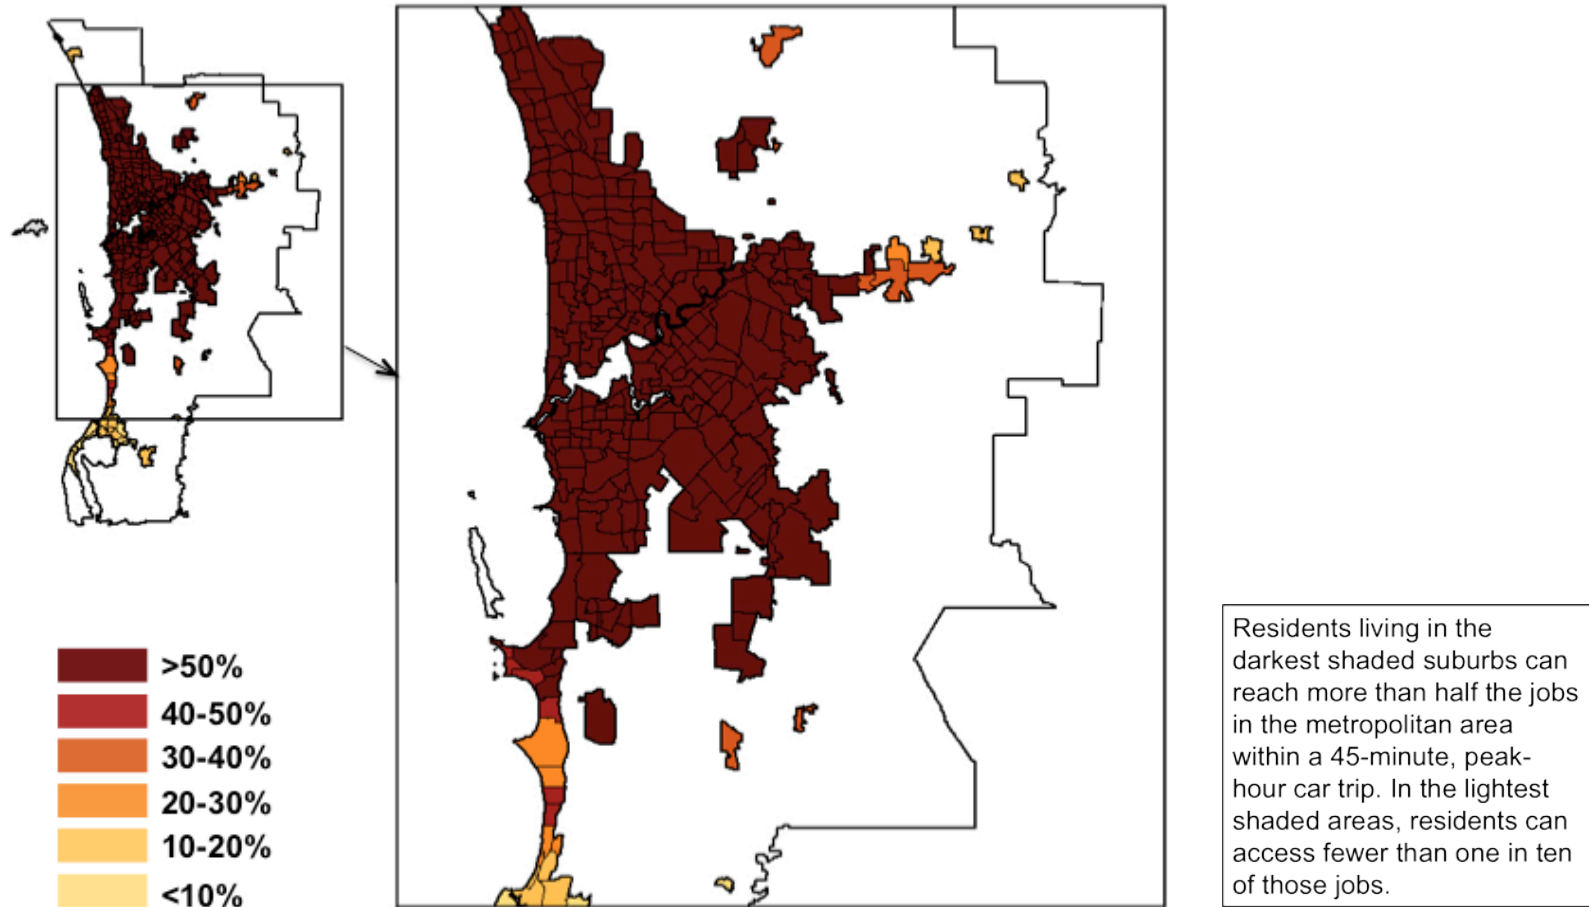 >50%
40-50%
30-40%
20-30%
10-20%
<10%
Residents living in the
darkest shaded suburbs can
reach more than half the jobs
in the metropolitan area
within a 45-minute, peak-
hour car trip. In the lightest
shaded areas, residents can
access fewer than one in ten
of those jobs.